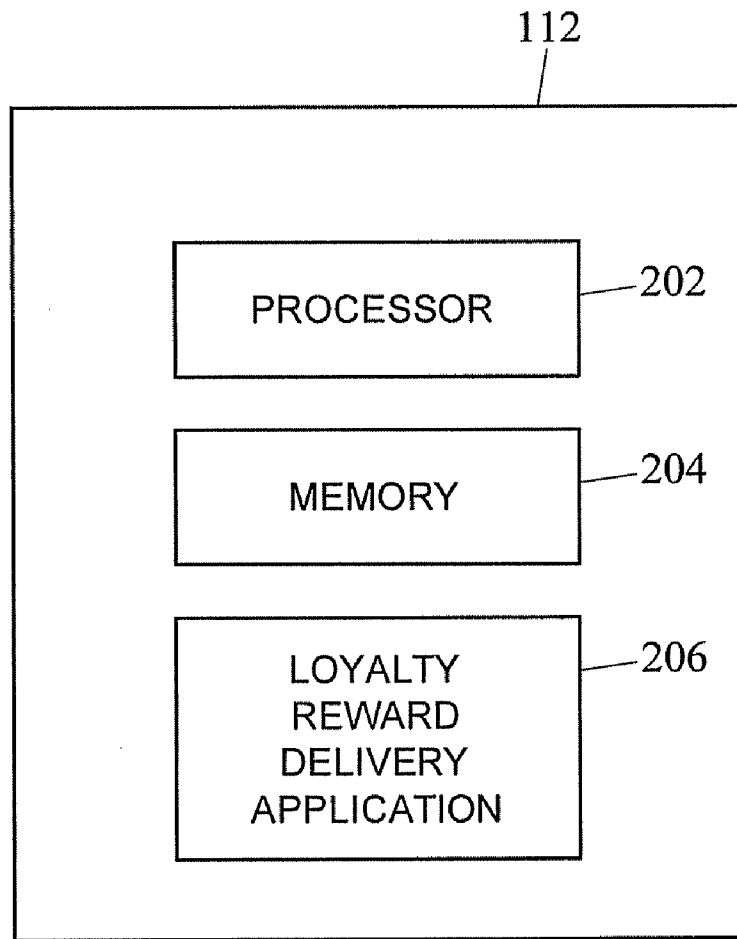 112
PROCESSOR
202
MEMORY
204
LOYALTY
REWARD
DELIVERY
APPLICATION
206